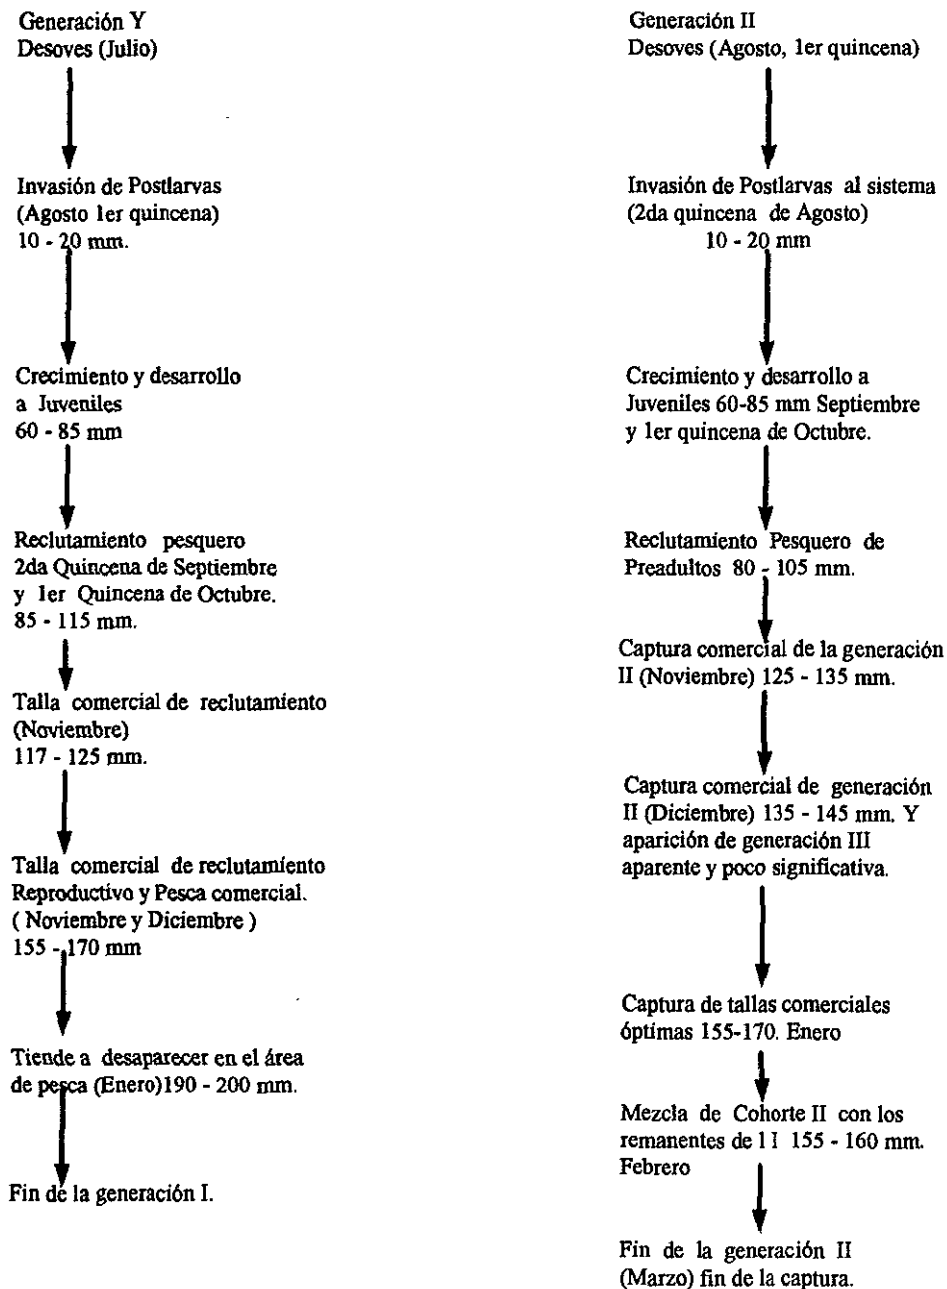 Generación Y
Desoves (Julio)
Invasión de Postlarvas
(Agosto 1er quincena)
10 - 20 mm.
Crecimiento y desarrollo
a Juveniles
60 - 85 mm
Reclutamiento pesquero
2da Quincena de Septiembre
y 1er Quincena de Octubre.
85 - 115 mm.
Talla comercial de reclutamiento
(Noviembre)
117 - 125 mm.
Talla comercial de reclutamiento
Reproductivo y Pesca comercial.
( Noviembre y Diciembre )
155 - 170 mm
Tiende a desaparecer en el área
de pesca (Enero)190 - 200 mm.
Fin de la generación I.
Generación II
Desoves (Agosto, 1er quincena)
Invasión de Postlarvas al sistema
(2da quincena de Agosto)
10 - 20 mm
Crecimiento y desarrollo a
Juveniles 60-85 mm Septiembre
y 1er quincena de Octubre.
Reclutamiento Pesquero de
Preadultos 80 - 105 mm.
Captura comercial de la generación
II (Noviembre) 125 - 135 mm.
Captura comercial de generación
II (Diciembre) 135 - 145 mm. Y
aparición de generación III
aparente y poco significativa.
Captura de tallas comerciales
óptimas 155-170. Enero
Mezcla de Cohorte II con los
remanentes de 1I 155 - 160 mm.
Febrero
Fin de la generación II
(Marzo) fin de la captura.